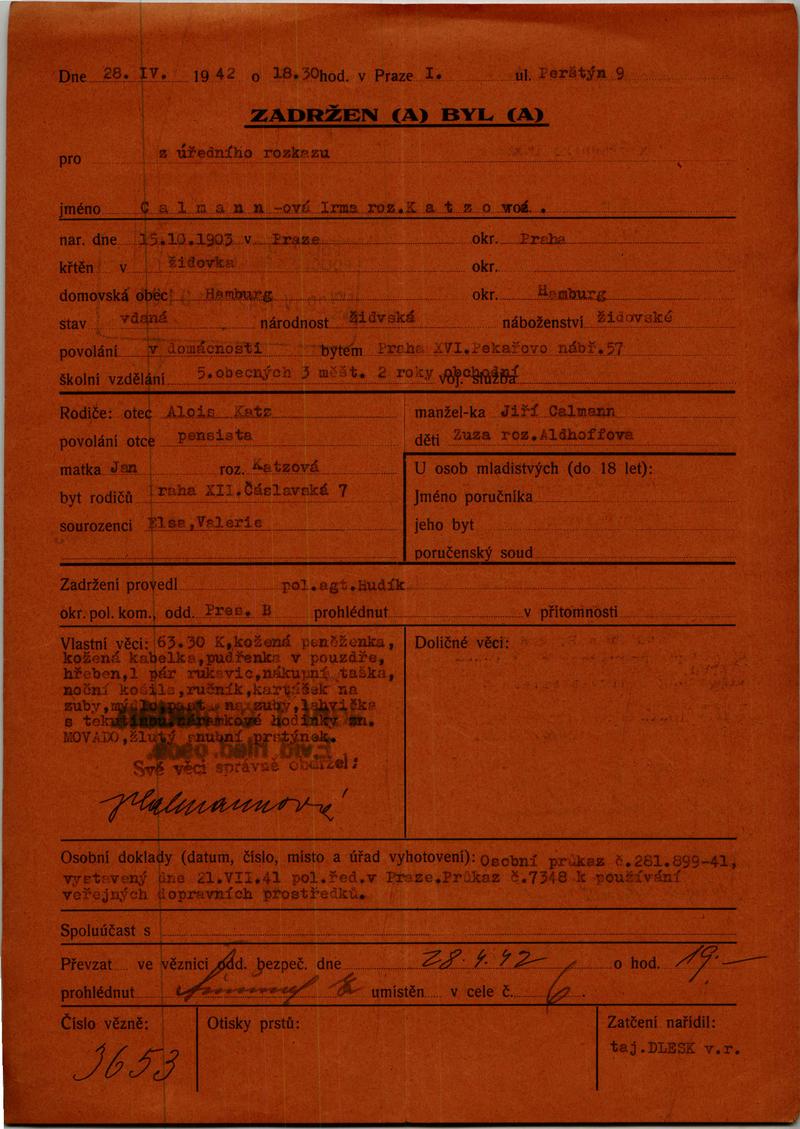 Dne 28. IV. 1942 o 18.30 hod. v Praze I. ul. Perštýn 9
ZADRŽEN (A) BYL (A)
pro z úředního rozkazu
jméno Calmann-ová Irma roz. Katzo
nar. dne 15.10.1903 v Praze okr. Praha
křtěn v židovka okr.
domovská obec Hamburg okr. Hamburg
stav vdaná národnost židvská náboženství židovské
povolání v domácnosti bytem Praha XVI. Pekařovo nábř. 57
školní vzdělání 5. obecných 3 měšt. 2 roky obchodní voj. služba
Rodiče: otec Alois Katz
povolání otce pensista
matka Jan roz. Katzová
byt rodičů Praha XII. Čáslavská 7
sourozenci Elsa, Valerie
manžel-ka Jiří Calmann
děti Zuza roz. Aldhoffova
U osob mladistvých (do 18 let):
Jméno poručníka
jeho byt
poručenský soud
Zadržení provedl pol. agt. Hudík
okr. pol. kom., odd. Pres. B prohlédnut v přítomnosti
Vlastní věci: 63.30 K, kožená peněženka,
kožená kabelka, pudřenka v pouzdře,
hřeben, 1 pár rukavic, nákupní taška,
noční košile, ručník, kartášek na
zuby, na zuby, lahvička
s hodinky zn.
MOVADO, žlutý snubní prstýnek.
Své věci správně obdržel:
Calmannová
Doličné věci:
Osobní doklady (datum, číslo, místo a úřad vyhotovení): Osobní průkaz č. 281.899-41,
vystavený dne 21.VII.41 pol. řed. v Praze. Průkaz č. 7348 k používání
veřejných dopravních prostředků.
Spoluúčast s
Převzat ve věznici odd. bezpeč. dne 28. 4. 42 o hod. 19.—
prohlédnut umístěn v cele č. 6
Číslo vězně:
3653
Otisky prstů:
Zatčení nařídil:
taj. DLESK v.r.